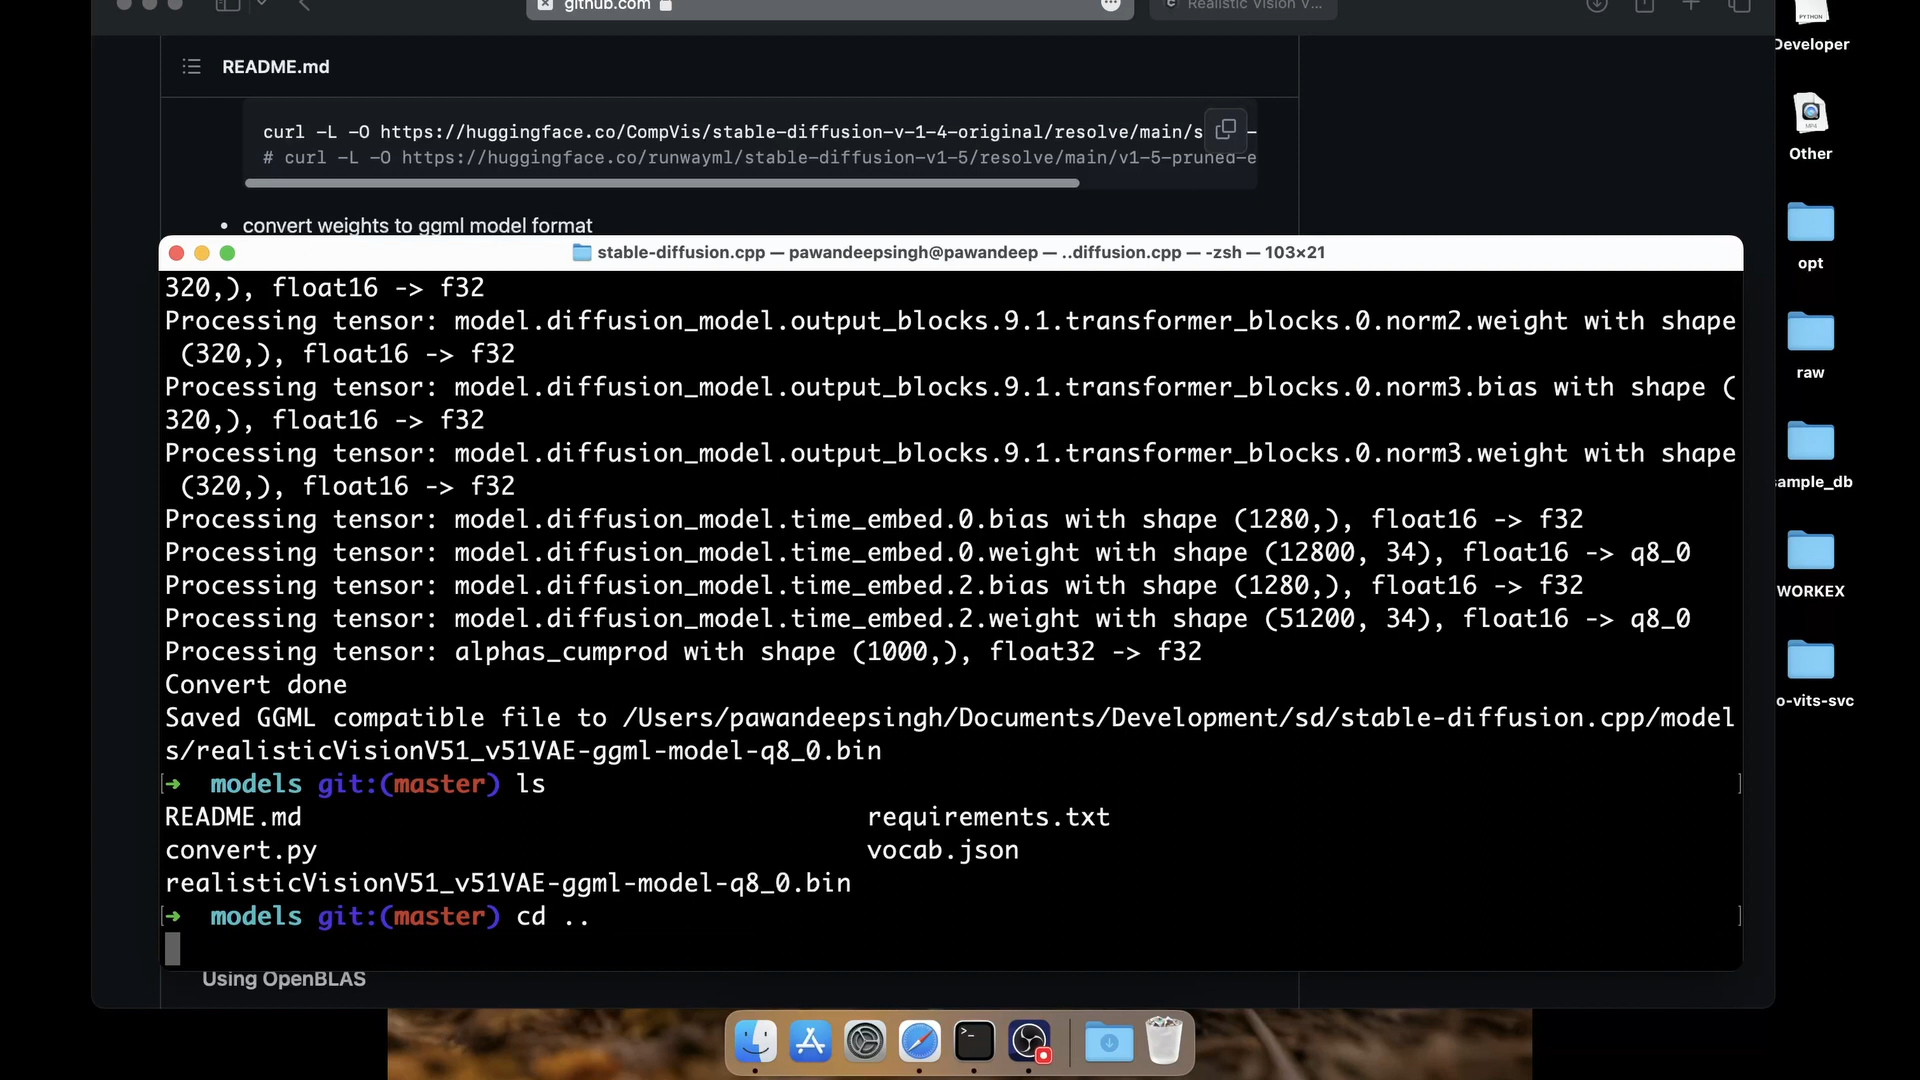 github.com
Realistic Vision V...
README.md
curl -L -O https://huggingface.co/CompVis/stable-diffusion-v-1-4-original/resolve/main/s
# curl -L -O https://huggingface.co/runwayml/stable-diffusion-v1-5/resolve/main/v1-5-pruned-e
• convert weights to ggml model format
stable-diffusion.cpp — pawandeepsingh@pawandeep — ..diffusion.cpp — -zsh — 103×21
320,), float16 -> f32
Processing tensor: model.diffusion_model.output_blocks.9.1.transformer_blocks.0.norm2.weight with shape
(320,), float16 -> f32
Processing tensor: model.diffusion_model.output_blocks.9.1.transformer_blocks.0.norm3.bias with shape (
320,), float16 -> f32
Processing tensor: model.diffusion_model.output_blocks.9.1.transformer_blocks.0.norm3.weight with shape
(320,), float16 -> f32
Processing tensor: model.diffusion_model.time_embed.0.bias with shape (1280,), float16 -> f32
Processing tensor: model.diffusion_model.time_embed.0.weight with shape (12800, 34), float16 -> q8_0
Processing tensor: model.diffusion_model.time_embed.2.bias with shape (1280,), float16 -> f32
Processing tensor: model.diffusion_model.time_embed.2.weight with shape (51200, 34), float16 -> q8_0
Processing tensor: alphas_cumprod with shape (1000,), float32 -> f32
Convert done
Saved GGML compatible file to /Users/pawandeepsingh/Documents/Development/sd/stable-diffusion.cpp/model
s/realisticVisionV51_v51VAE-ggml-model-q8_0.bin
➜ models git:(master) ls
README.md requirements.txt
convert.py vocab.json
realisticVisionV51_v51VAE-ggml-model-q8_0.bin
➜ models git:(master) cd ..
Using OpenBLAS
PYTHON
Developer
MP4
Other
opt
raw
sample_db
WORKEX
o-vits-svc